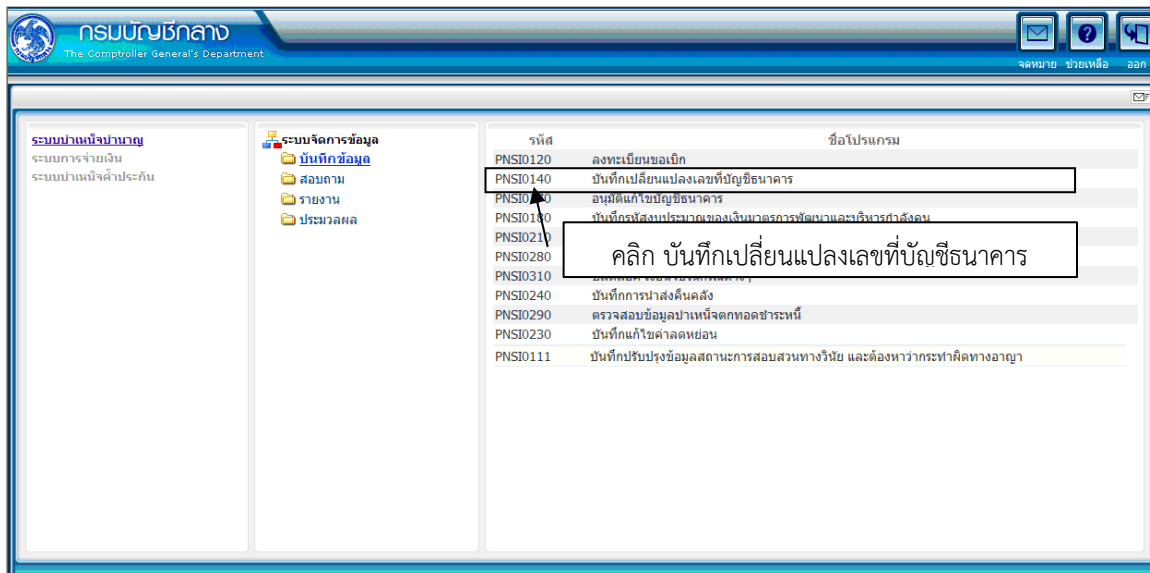 กรมบัญชีกลาง
The Comptroller General's Department
จดหมาย ช่วยเหลือ ออก
ระบบบำเหน็จบำนาญ
ระบบการจ่ายเงิน
ระบบบำเหน็จค้ำประกัน
ระบบจัดการข้อมูล
บันทึกข้อมูล
สอบถาม
รายงาน
ประมวลผล
รหัส ชื่อโปรแกรม
PNSI0120 ลงทะเบียนขอเบิก
PNSI0140 บันทึกเปลี่ยนแปลงเลขที่บัญชีธนาคาร
อนุมัติแก้ไขบัญชีธนาคาร
PNSI0180 บันทึกรหัสงบประมาณของเงินมาตรการพัฒนาและบริหารกำลังคน
PNSI0210
PNSI0280
คลิก บันทึกเปลี่ยนแปลงเลขที่บัญชีธนาคาร
PNSI0310
PNSI0240 บันทึกการนำส่งคืนคลัง
PNSI0290 ตรวจสอบข้อมูลบำเหน็จตกทอดชำระหนี้
PNSI0230 บันทึกแก้ไขค่าลดหย่อน
PNSI0111 บันทึกปรับปรุงข้อมูลสถานะการสอบสวนทางวินัย และต้องหาว่ากระทำผิดทางอาญา